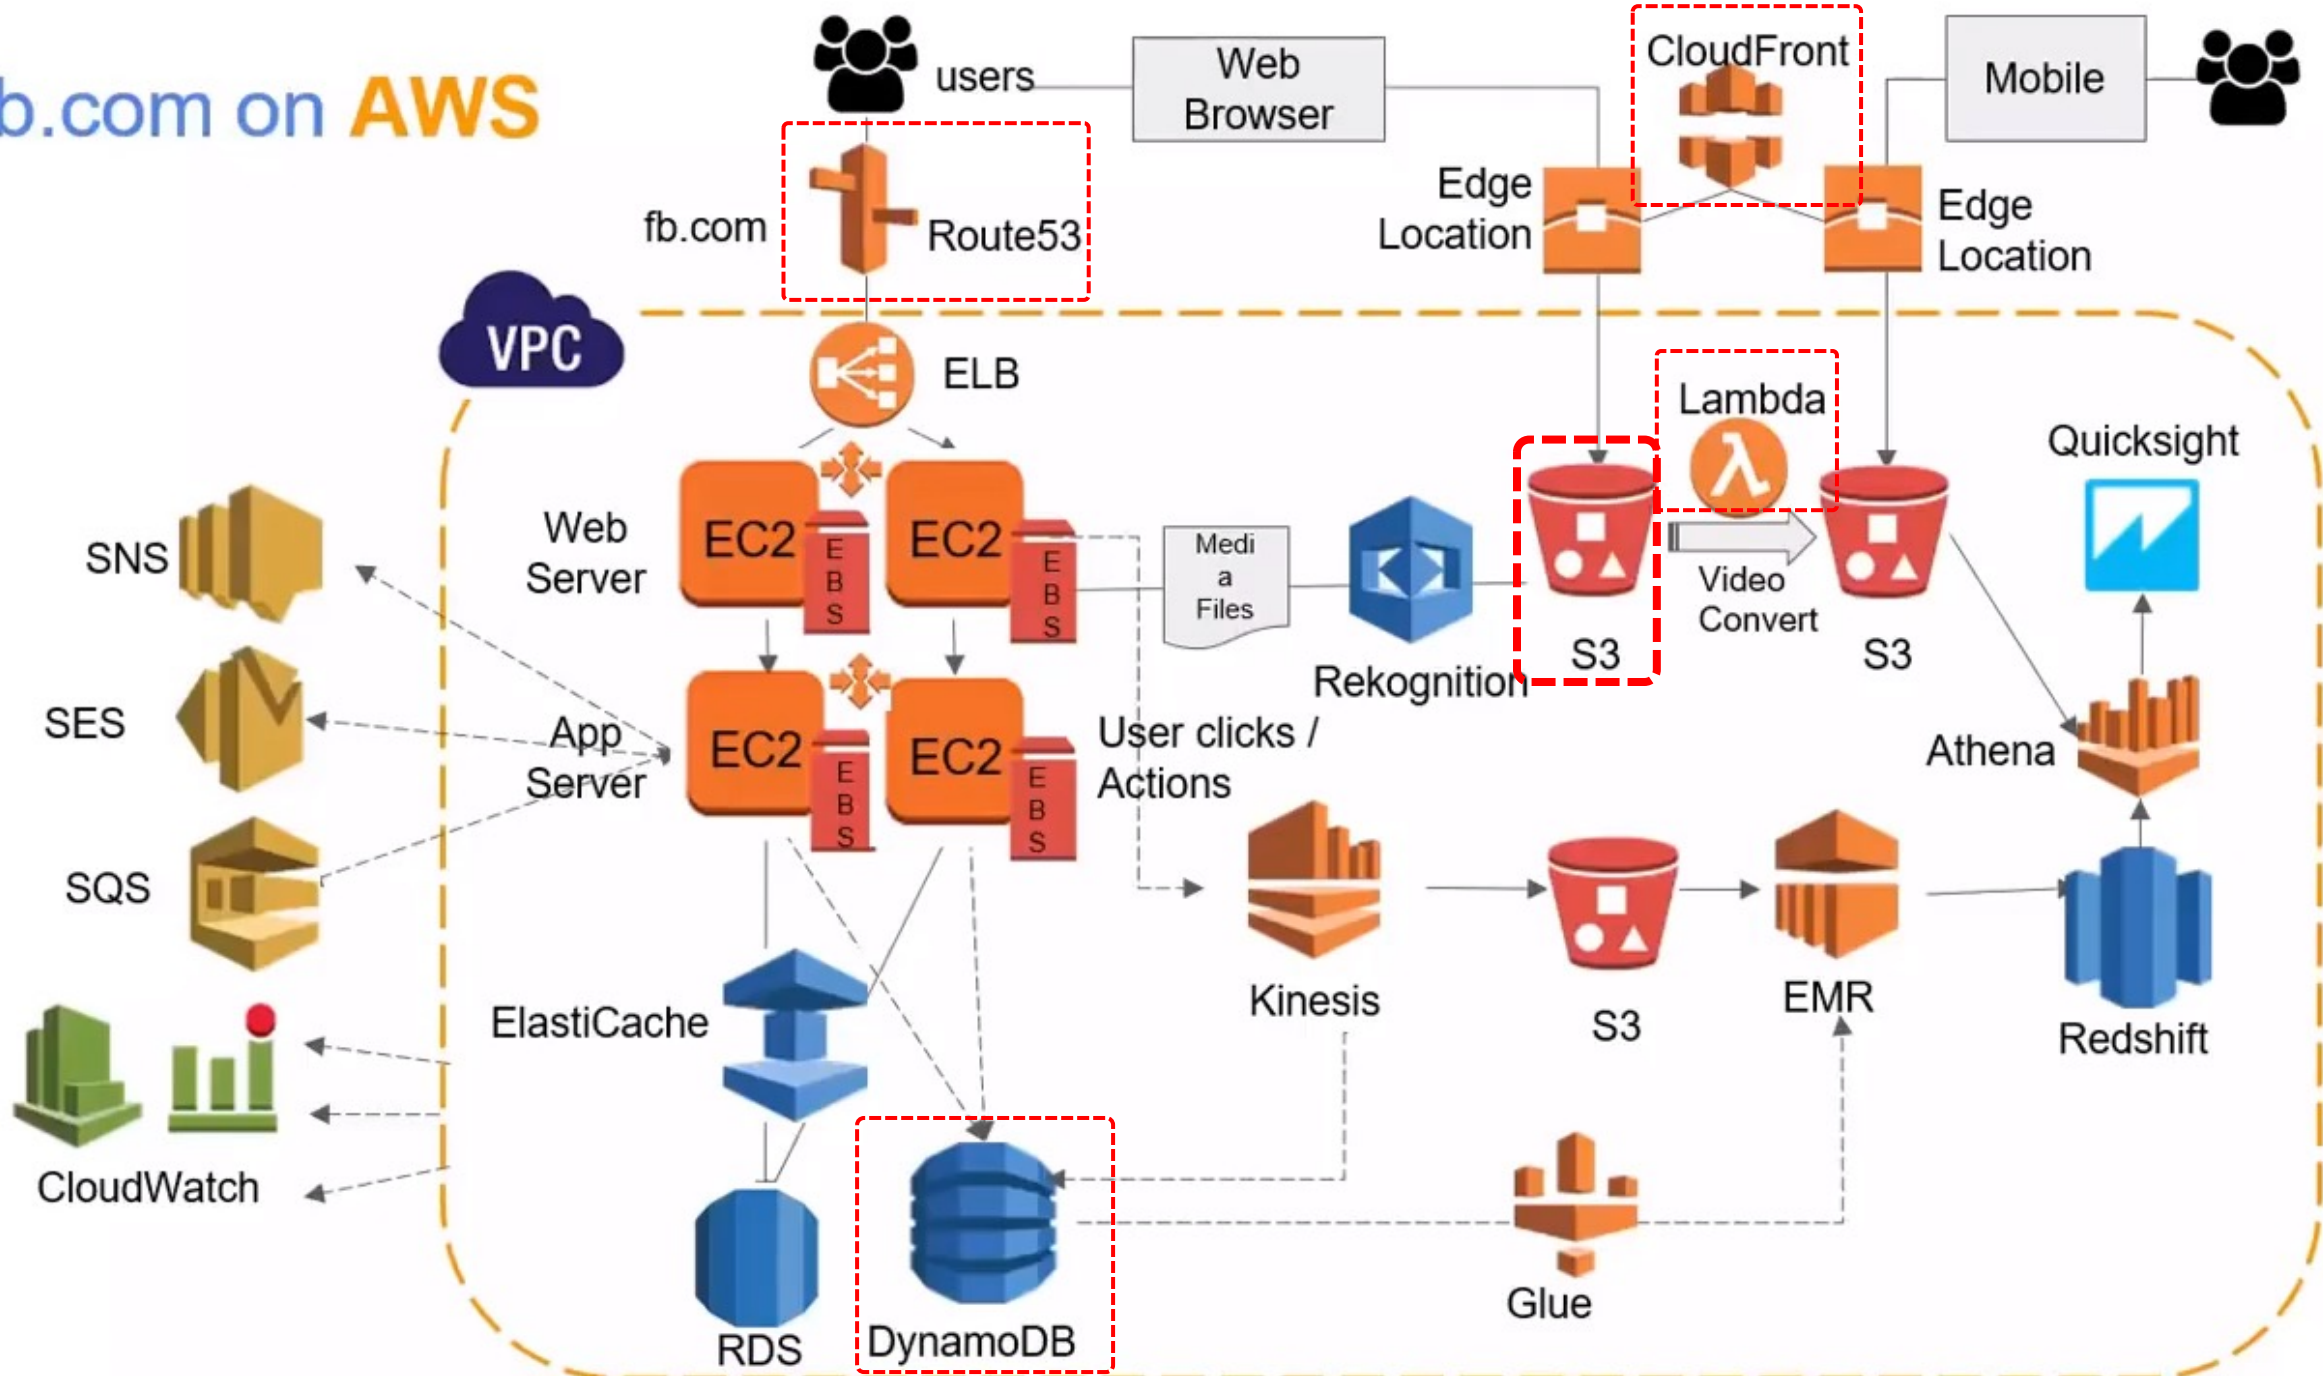 b.com on AWS
users
Web
Browser
CloudFront
Mobile
fb.com
Route53
Edge
Location
Edge
Location
VPC
ELB
Lambda
Quicksight
SNS
Web
Server
EC2
E
B
S
EC2
E
B
S
Medi
a
Files
Rekognition
S3
Video
Convert
S3
SES
App
Server
EC2
E
B
S
EC2
E
B
S
User clicks /
Actions
Athena
SQS
Kinesis
S3
EMR
Redshift
ElastiCache
CloudWatch
RDS
DynamoDB
Glue